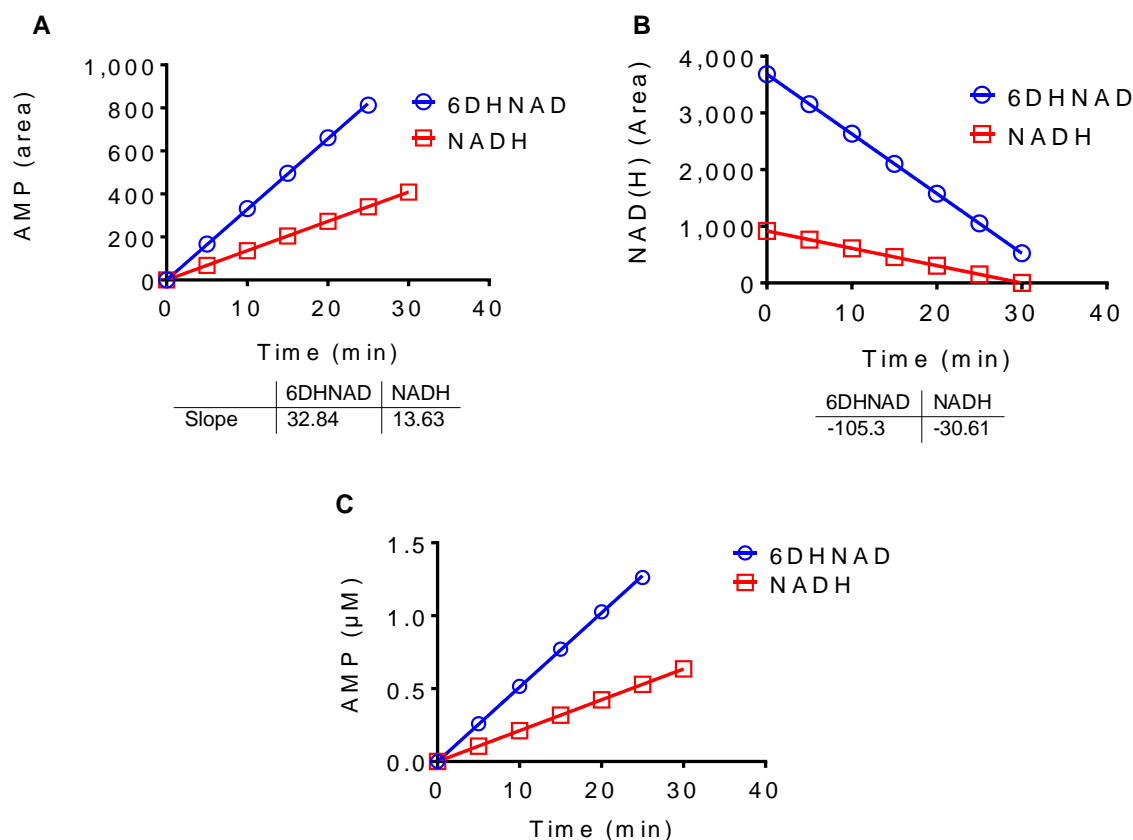 A
1,000
800
600
400
200
0
AMP (area)
6DHNAD
NADH
0 10 20 30 40
Time (min)
6DHNAD NADH
Slope 32.84 13.63
B
4,000
3,000
2,000
1,000
0
NAD(H) (Area)
6DHNAD
NADH
0 10 20 30 40
Time (min)
6DHNAD NADH
-105.3 -30.61
C
1.5
1.0
0.5
0.0
AMP (µM)
6DHNAD
NADH
0 10 20 30 40
Time (min)